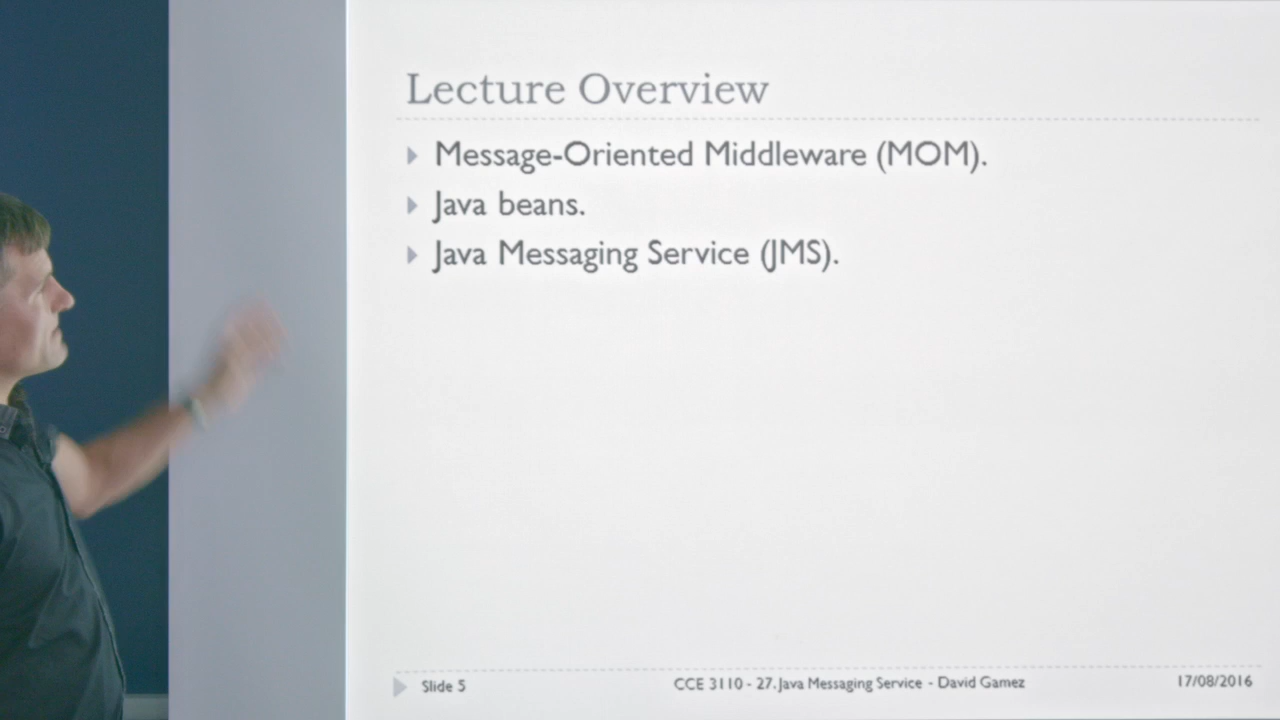 Lecture Overview
Message-Oriented Middleware (MOM).
Java beans.
Java Messaging Service (JMS).
Slide 5
CCE 3110 - 27. Java Messaging Service - David Gamez
17/08/2016